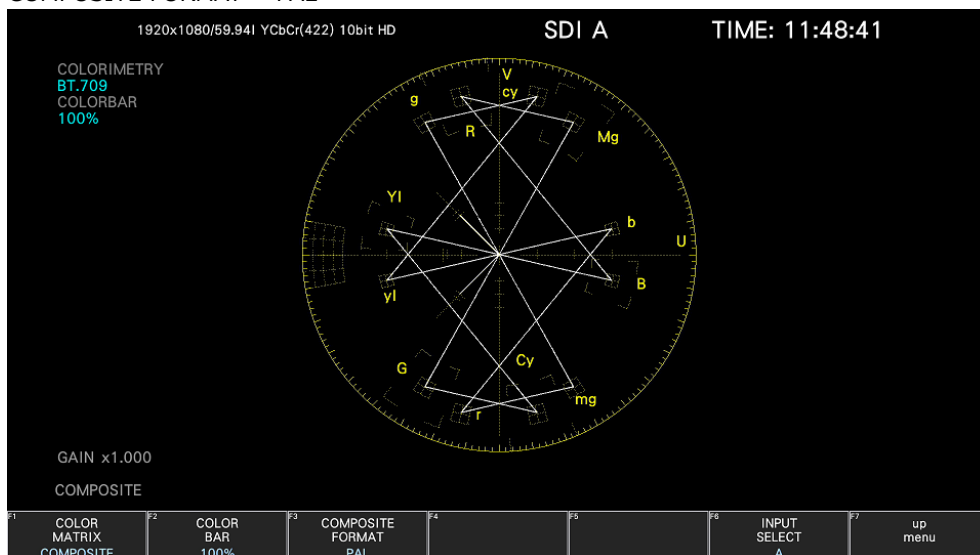 1920x1080/59.94I YCbCr(422) 10bit HD
SDI A
TIME: 11:48:41
COLORIMETRY
BT.709
COLORBAR
100%
V
cy
g
R
Mg
YI
b
U
B
yl
G
Cy
mg
r
GAIN x1.000
COMPOSITE
F1
COLOR
MATRIX
COMPOSITE
F2
COLOR
BAR
100%
F3
COMPOSITE
FORMAT
PAL
F4
F5
F6
INPUT
SELECT
A
F7
up
menu